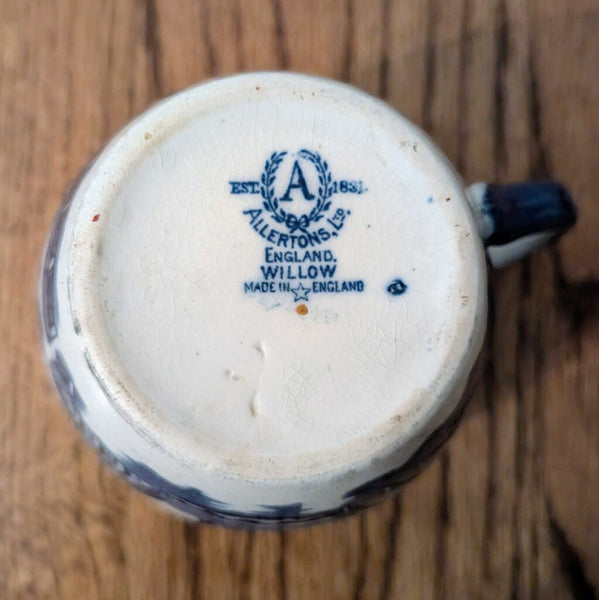 A
EST. 1831.
ALLERTONS, LTD
ENGLAND.
WILLOW
MADE IN ENGLAND